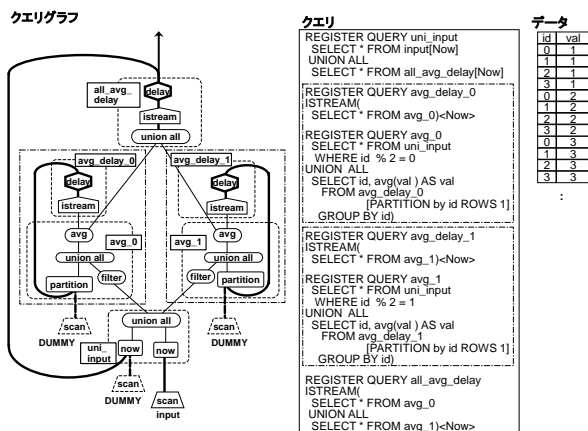 クエリグラフ
all_avg_
delay
delay
istream
union all
avg_delay_0
avg_delay_1
delay
delay
istream
istream
avg
avg_0
avg_1
avg
union all
union all
filter
filter
partition
partition
scan
DUMMY
union all
scan
DUMMY
uni_
input
now
now
scan
DUMMY
scan
input
クエリ
REGISTER QUERY uni_input
SELECT * FROM input[Now]
UNION ALL
SELECT * FROM all_avg_delay[Now]
REGISTER QUERY avg_delay_0
ISTREAM(
SELECT * FROM avg_0)<Now>
REGISTER QUERY avg_0
SELECT * FROM uni_input
WHERE id % 2 = 0
UNION ALL
SELECT id, avg(val ) AS val
FROM avg_delay_0
[PARTITION by id ROWS 1]
GROUP BY id)
REGISTER QUERY avg_delay_1
ISTREAM(
SELECT * FROM avg_1)<Now>
REGISTER QUERY avg_1
SELECT * FROM uni_input
WHERE id % 2 = 1
UNION ALL
SELECT id, avg(val ) AS val
FROM avg_delay_1
[PARTITION by id ROWS 1]
GROUP BY id)
REGISTER QUERY all_avg_delay
ISTREAM(
SELECT * FROM avg_0
UNION ALL
SELECT * FROM avg_1)<Now>
データ
id val
0 1
1 1
2 1
3 1
0 2
1 2
2 2
3 2
0 3
1 3
2 3
3 3
: